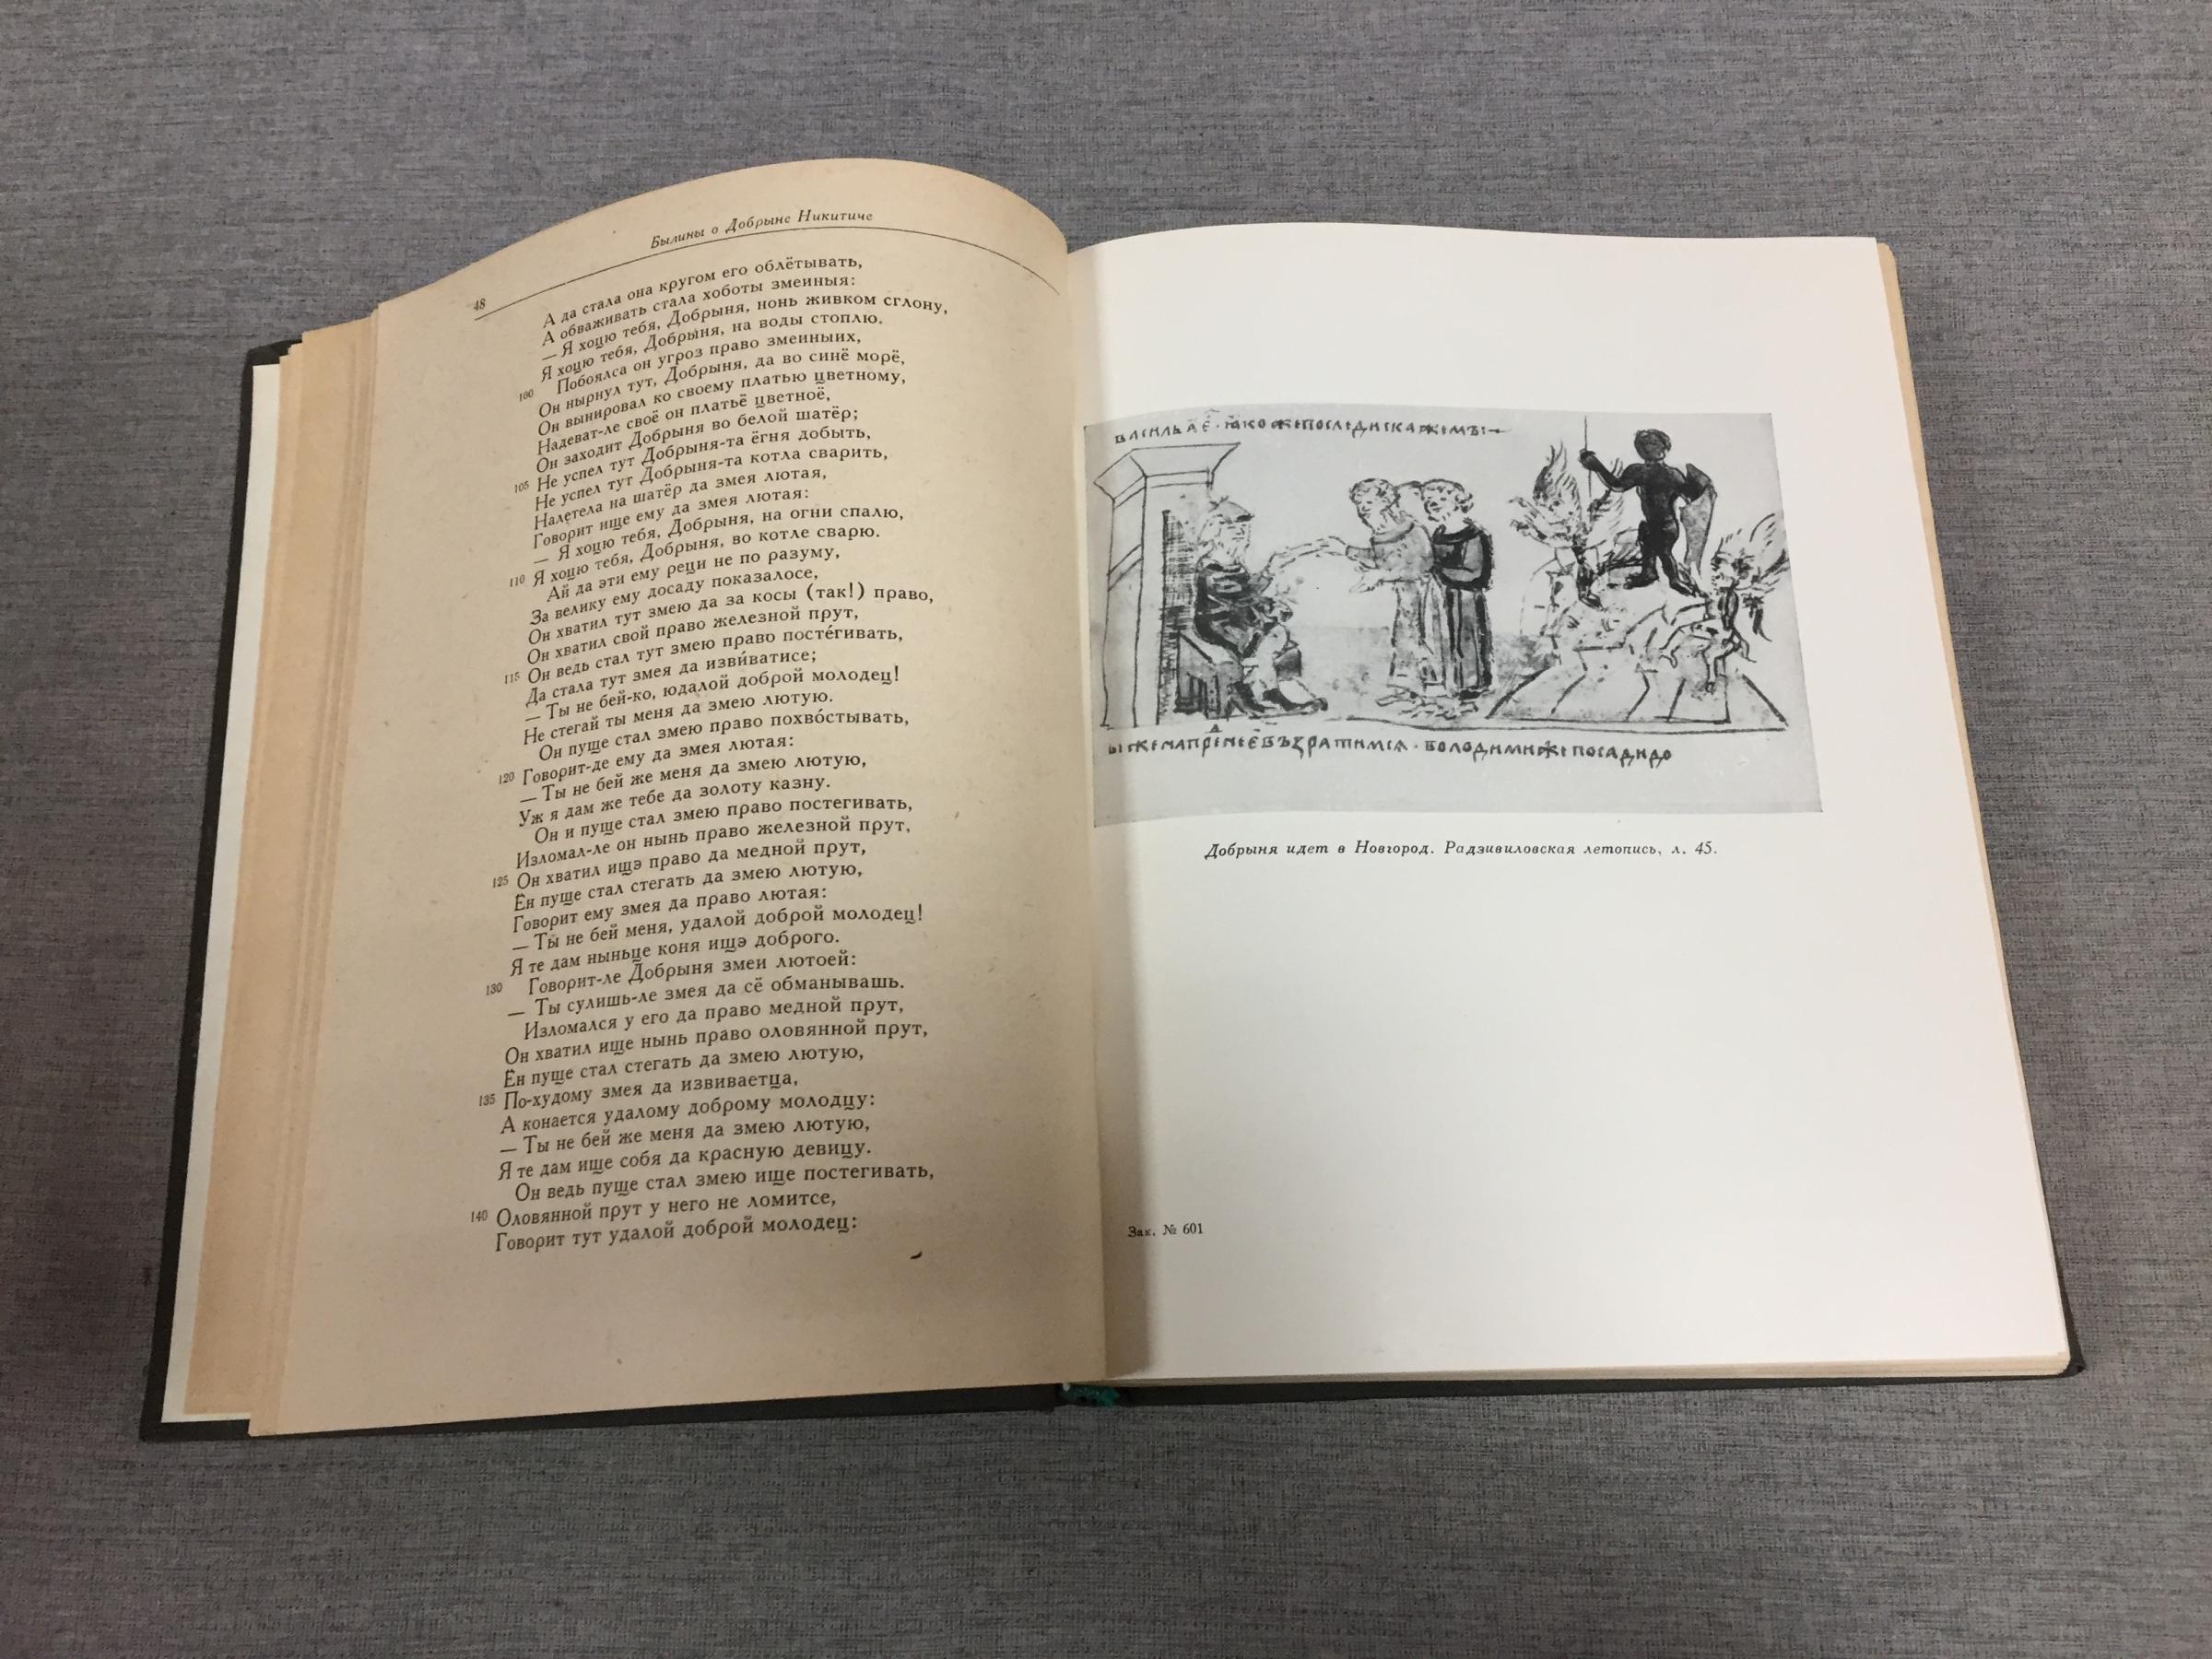 48
Былины о Добрыне Никитиче
А да стала она кругом его облётывать,
А обваживать стала хоботы змеиныя:
— Я хоцю тебя, Добрыня, нонь живком сглону,
Я хоцю тебя, Добрыня, на воды стоплю.
100 Побоялса он угроз право змеиныих,
Он нырнул тут, Добрыня, да во синё морё,
Он вынировал ко своему платью цветному,
Надеват-ле своё он платьё цветноё,
Он заходит Добрыня во белой шатёр;
105 Не успел тут Добрыня-та ёгня добыть,
Не успел тут Добрыня-та котла сварить,
Налетела на шатёр да змея лютая,
Говорит ище ему да змея лютая:
— Я хоцю тебя, Добрыня, на огни спалю,
110 Я хоцю тебя, Добрыня, во котле сварю.
Ай да эти ему реци не по разуму,
За велику ему досаду показалосе,
Он хватил тут змею да за косы (так!) право,
Он хватил свой право железной прут,
115 Он ведь стал тут змею право посте́гивать,
Да стала тут змея да изви́ватисе;
— Ты не бей-ко, юдалой доброй молодец!
Не стегай ты меня да змею лютую.
Он пуще стал змею право похво́стывать,
120 Говорит-де ему да змея лютая:
— Ты не бей же меня да змею лютую,
Уж я дам же тебе да золоту казну.
Он и пуще стал змею право постегивать,
Изломал-ле он нынь право железной прут,
125 Он хватил ищэ право да медной прут,
Ён пуще стал стегать да змею лютую,
Говорит ему змея да право лютая:
— Ты не бей меня, удалой доброй молодец!
Я те дам ныньце коня ищэ доброго.
130 Говорит-ле Добрыня змеи лютоей:
— Ты сулишь-ле змея да сё обманывашь.
Изломался у его да право медной прут,
Он хватил ище нынь право оловянной прут,
Ён пуще стал стегать да змею лютую,
135 По-худому змея да извиваетца,
А конается удалому доброму молодцу:
— Ты не бей же меня да змею лютую,
Я те дам ище собя да красную девицу.
Он ведь пуще стал змею ище постегивать,
140 Оловянной прут у него не ломитсе,
Говорит тут удалой доброй молодец:
Добрыня идет в Новгород. Радзивиловская летопись, л. 45.
Зак. № 601